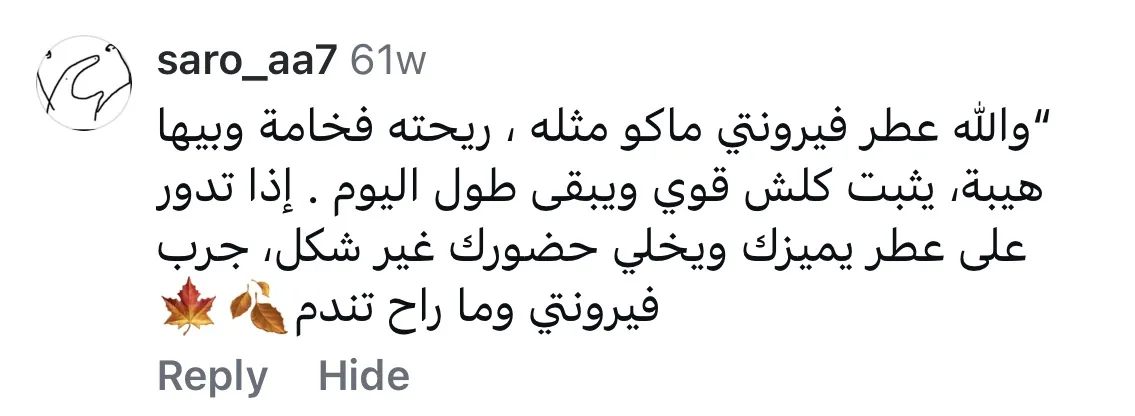 saro_aa7 61w
“والله عطر فيرونتي ماكو مثله ، ريحته فخامة وبيها
هيبة، يثبت كلش قوي ويبقى طول اليوم . إذا تدور
على عطر يميزك ويخلي حضورك غير شكل، جرب
فيرونتي وما راح تندم🍂🍁
Reply Hide